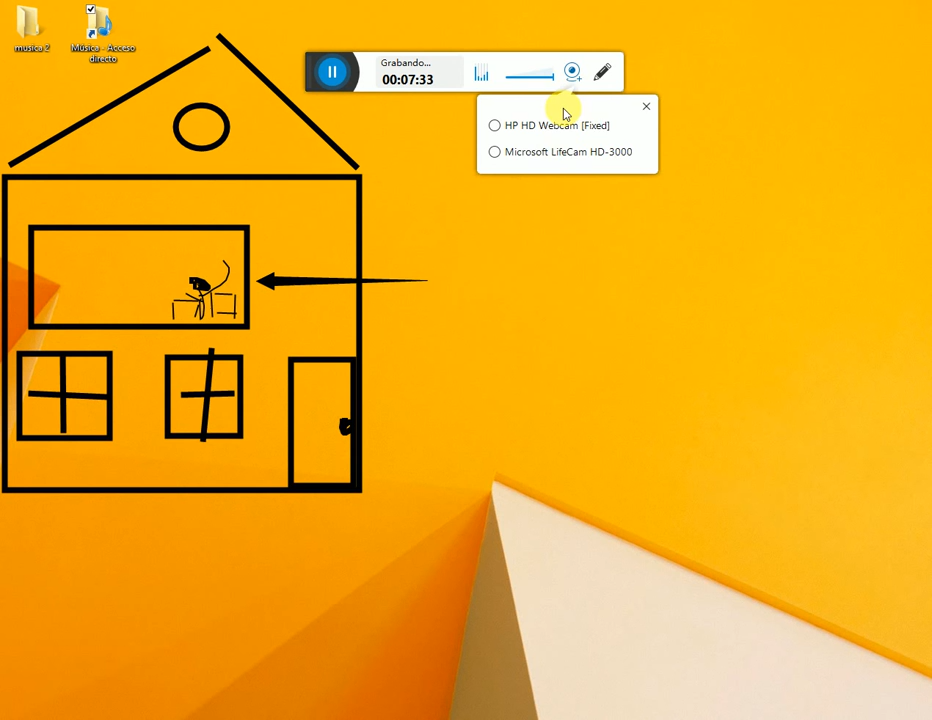 musica 2
Música - Acceso
directo
Grabando...
00:07:33
HP HD Webcam [Fixed]
Microsoft LifeCam HD-3000